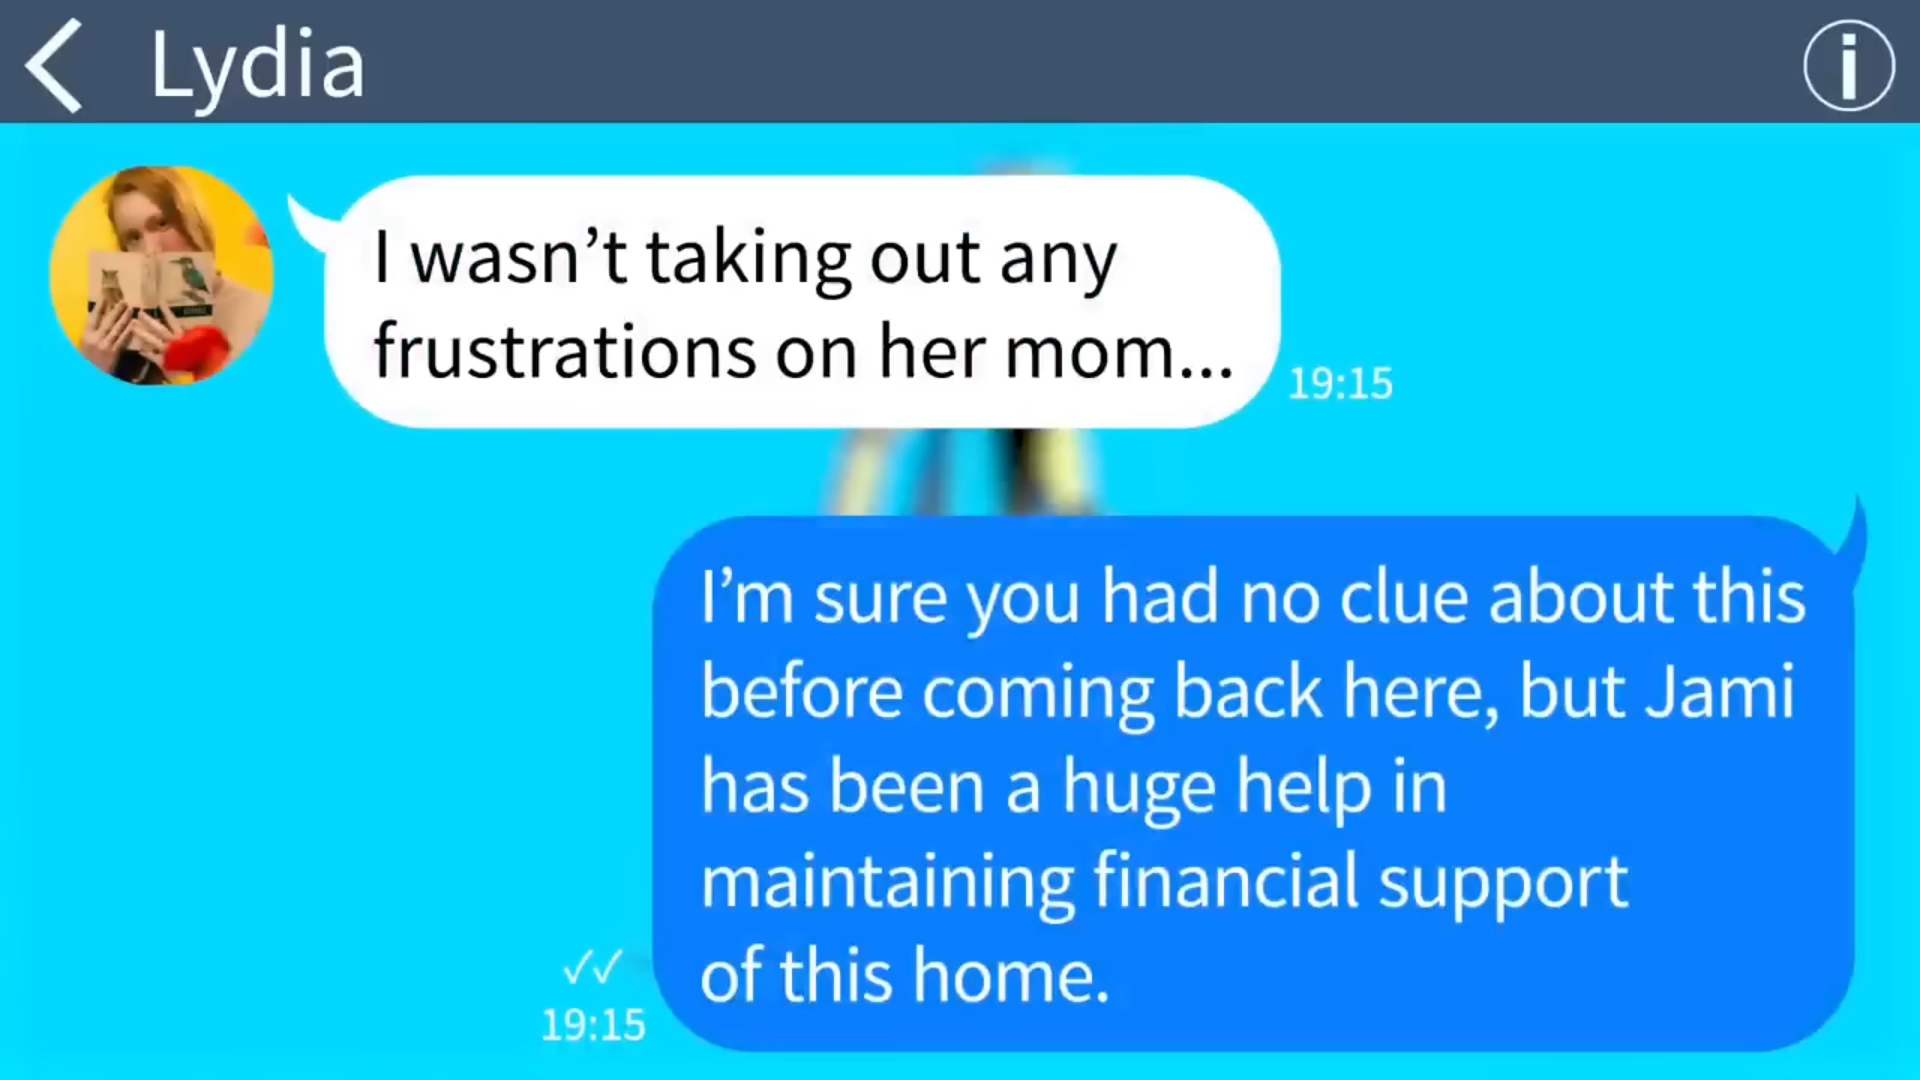 Lydia
I wasn’t taking out any
frustrations on her mom...
19:15
I’m sure you had no clue about this
before coming back here, but Jami
has been a huge help in
maintaining financial support
of this home.
19:15